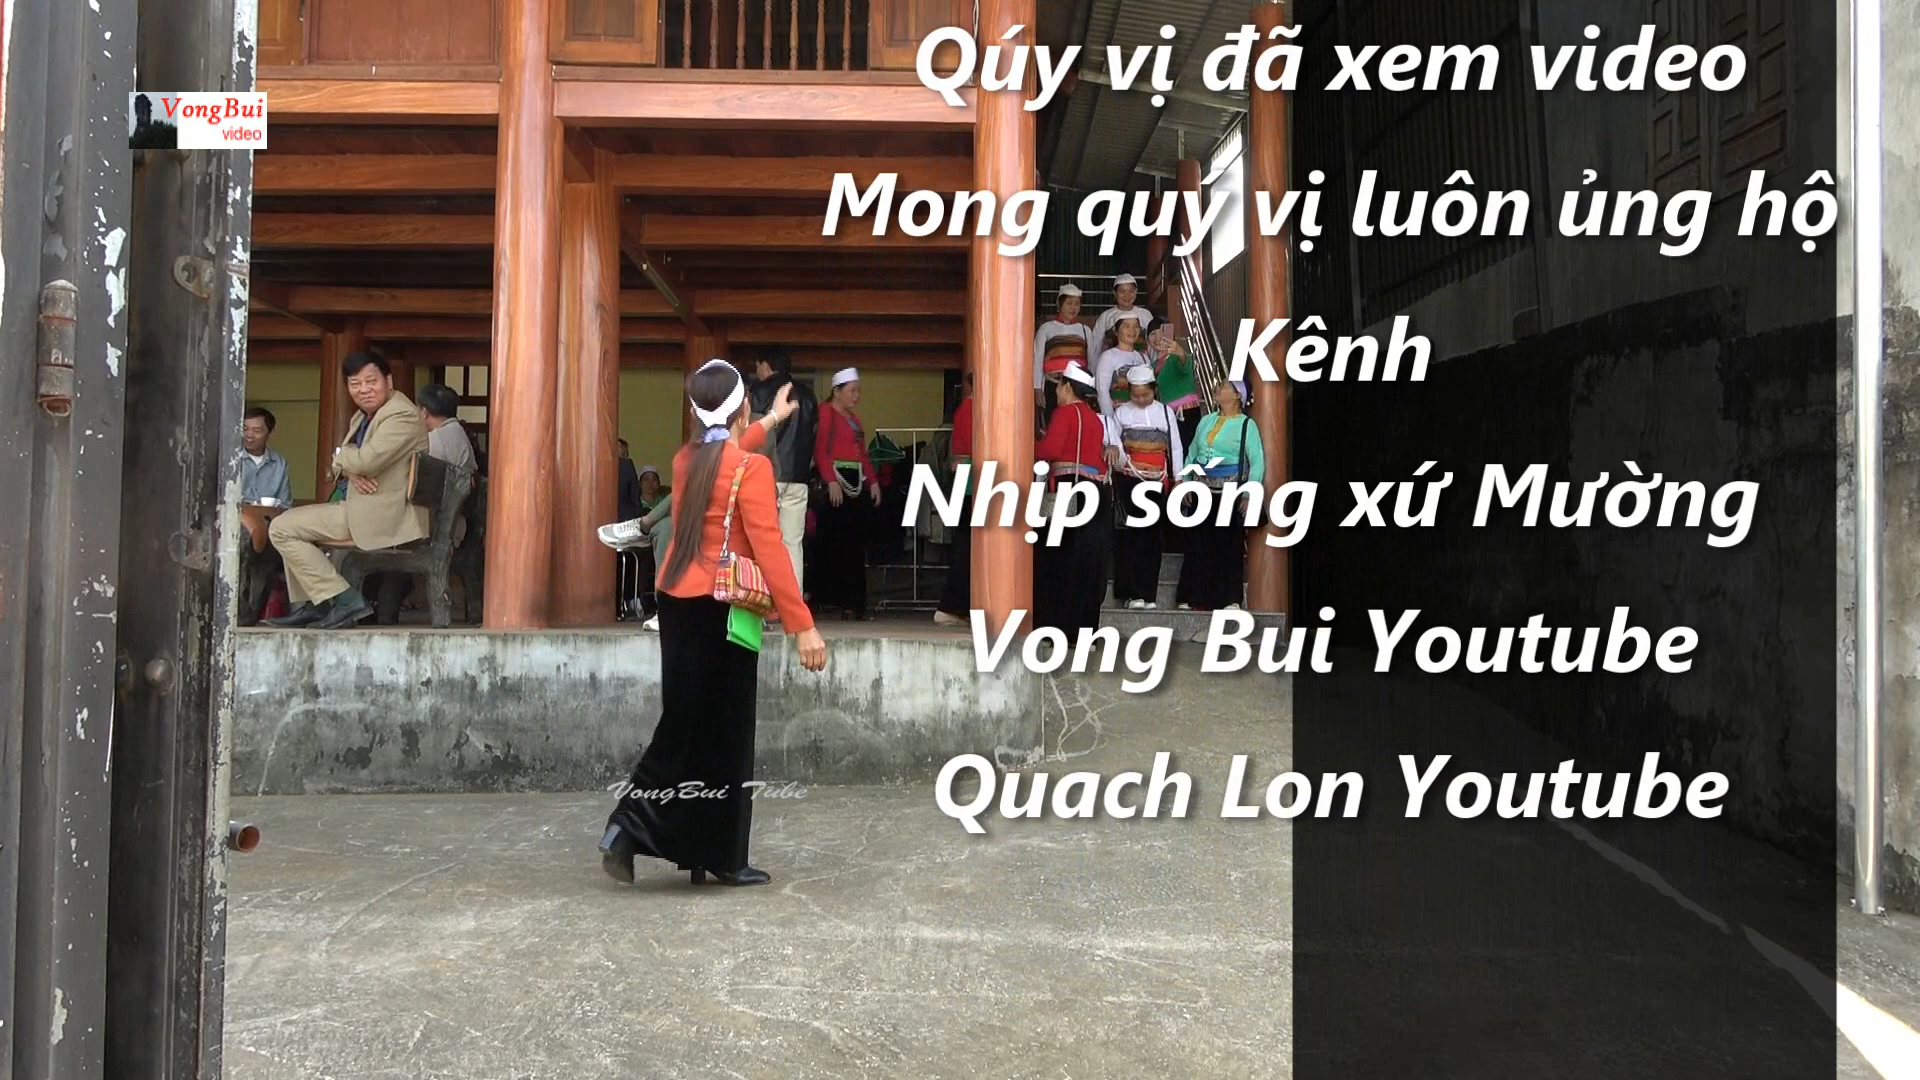 VongBui
video
Qúy vị đã xem video
Mong quý vị luôn ủng hộ
Kênh
Nhịp sống xứ Mường
Vong Bui Youtube
Quach Lon Youtube
VongBui Tube